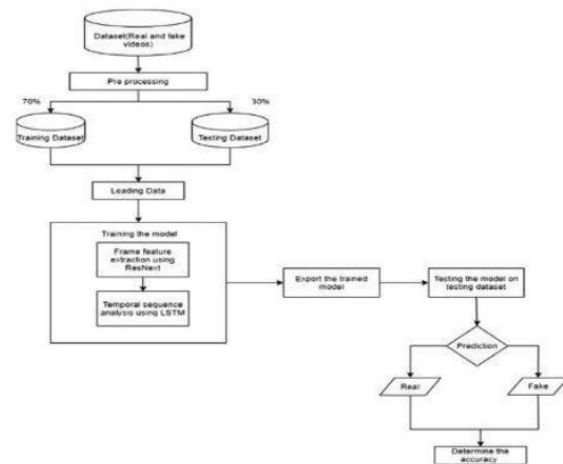 Dataset(Real and fake
videos)
Pre processing
70%
30%
Training Dataset
Testing Dataset
Loading Data
Training the model
Frame feature
extraction using
ResNext
Temporal sequence
analysis using LSTM
Export the trained
model
Testing the model on
testing dataset
Prediction
Real
Fake
Determine the
accuracy